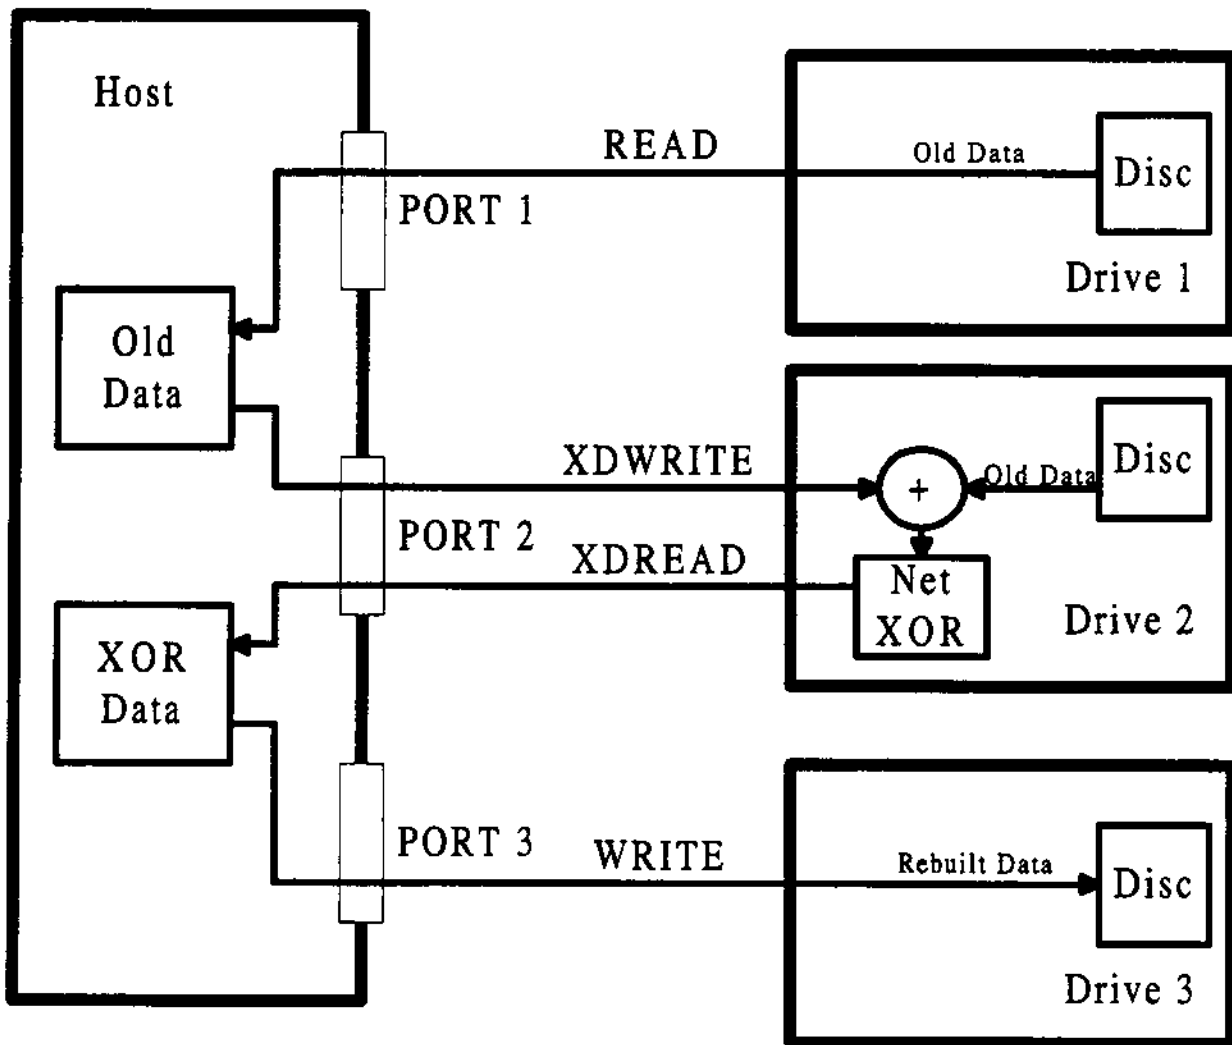 Host
READ
Old Data
Disc
PORT 1
Drive 1
Old
Data
XDWRITE
+
Old Data
Disc
PORT 2
XDREAD
Net
XOR
Drive 2
XOR
Data
PORT 3
WRITE
Rebuilt Data
Disc
Drive 3